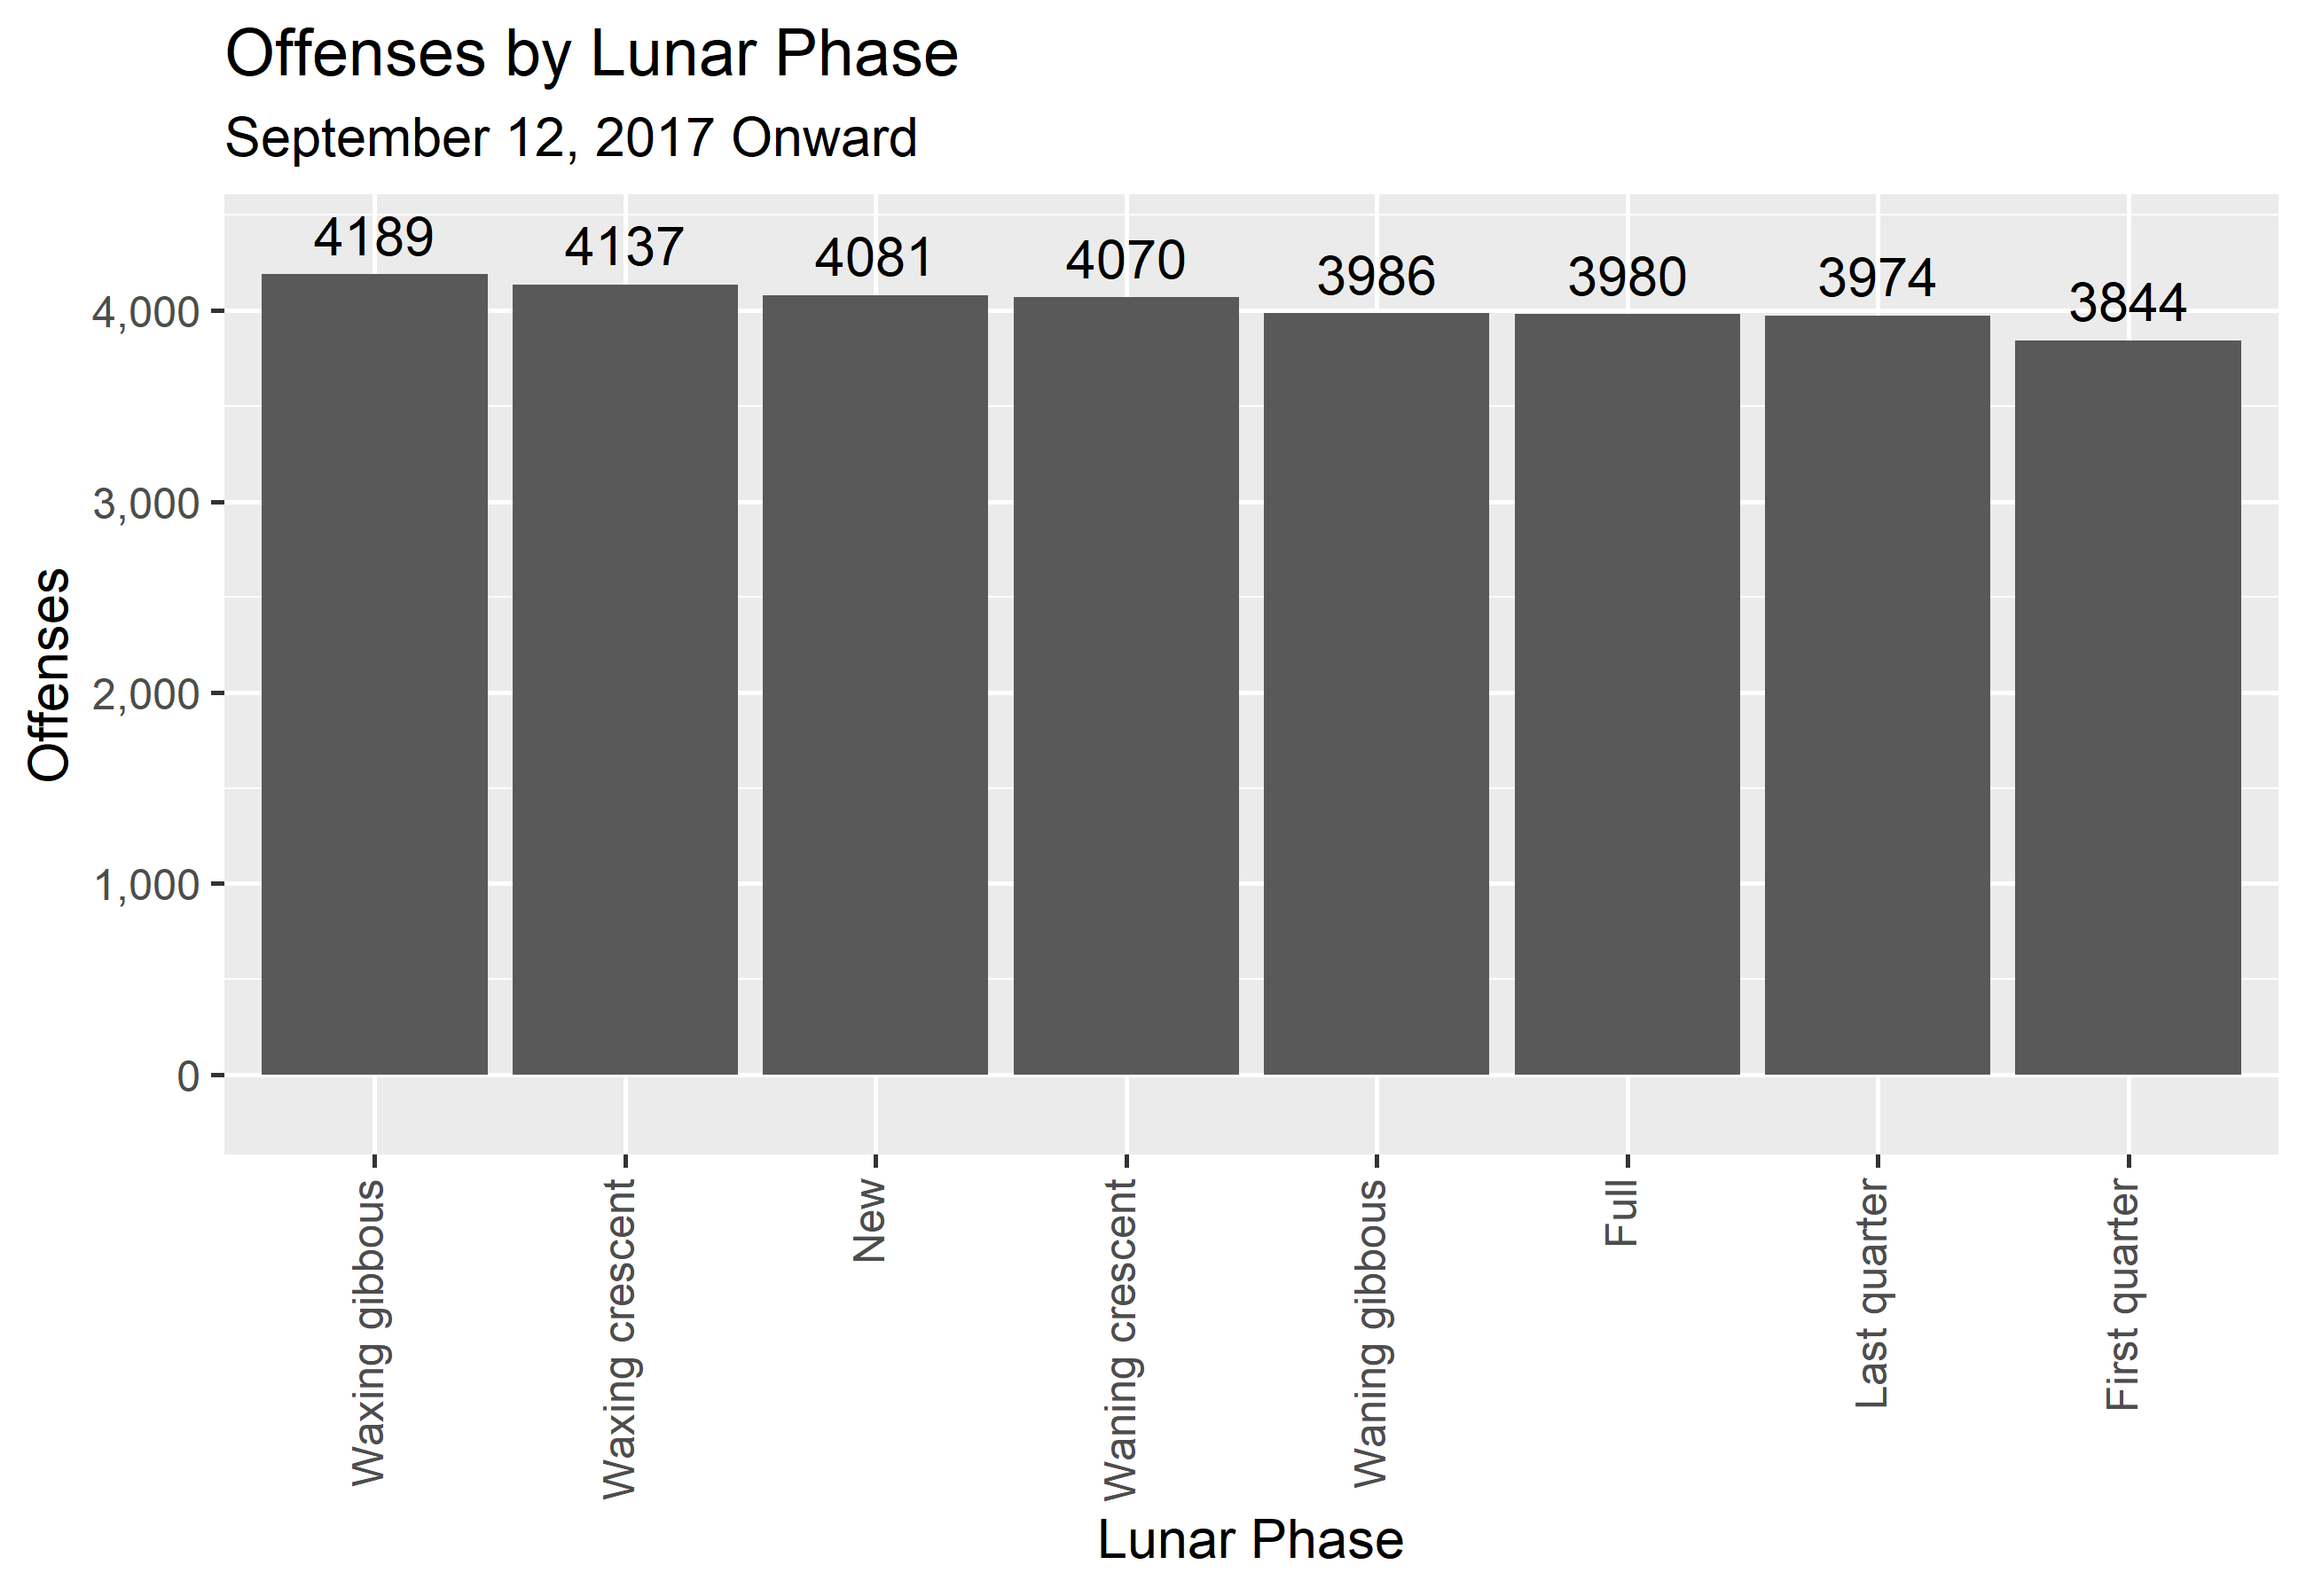 Offenses by Lunar Phase
September 12, 2017 Onward
4189
4137
4081
4070
3986
3980
3974
3844
4,000
3,000
2,000
1,000
0
Offenses
Waxing gibbous
Waxing crescent
New
Waning crescent
Waning gibbous
Full
Last quarter
First quarter
Lunar Phase